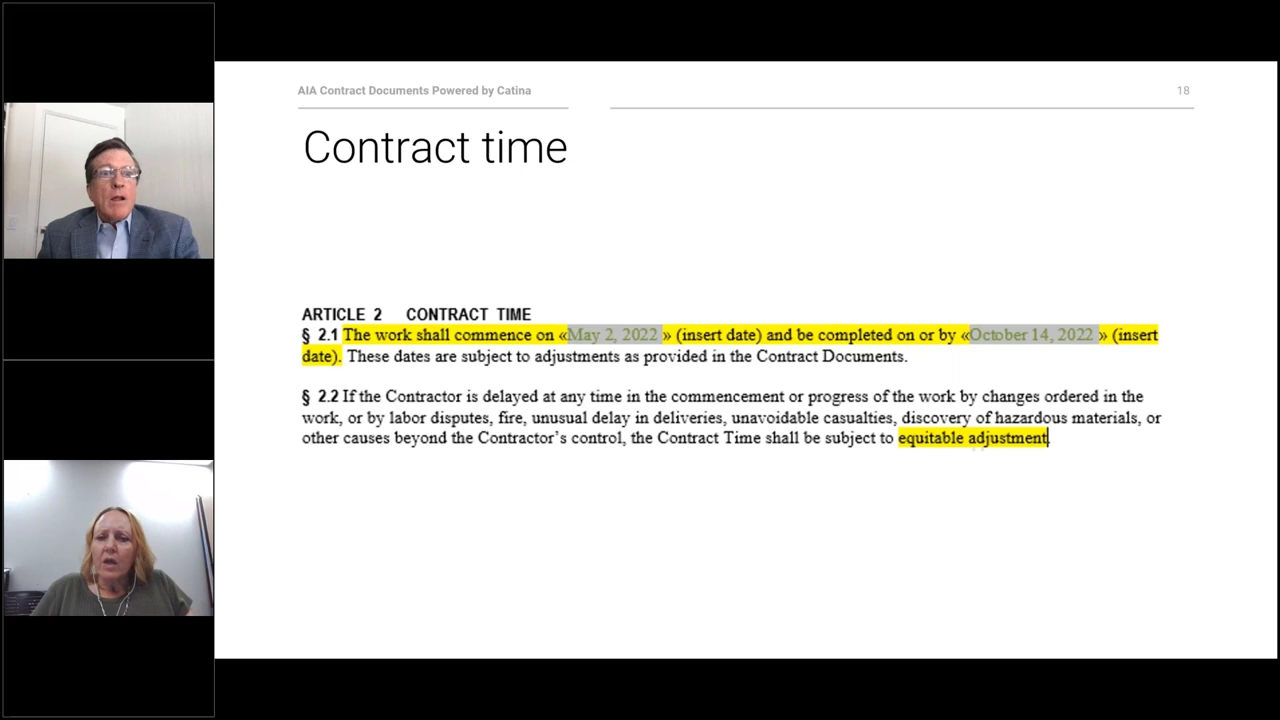 AIA Contract Documents Powered by Catina
18
Contract time
ARTICLE 2 CONTRACT TIME
§ 2.1 The work shall commence on «May 2, 2022 » (insert date) and be completed on or by «October 14, 2022 » (insert
date). These dates are subject to adjustments as provided in the Contract Documents.
§ 2.2 If the Contractor is delayed at any time in the commencement or progress of the work by changes ordered in the
work, or by labor disputes, fire, unusual delay in deliveries, unavoidable casualties, discovery of hazardous materials, or
other causes beyond the Contractor’s control, the Contract Time shall be subject to equitable adjustment